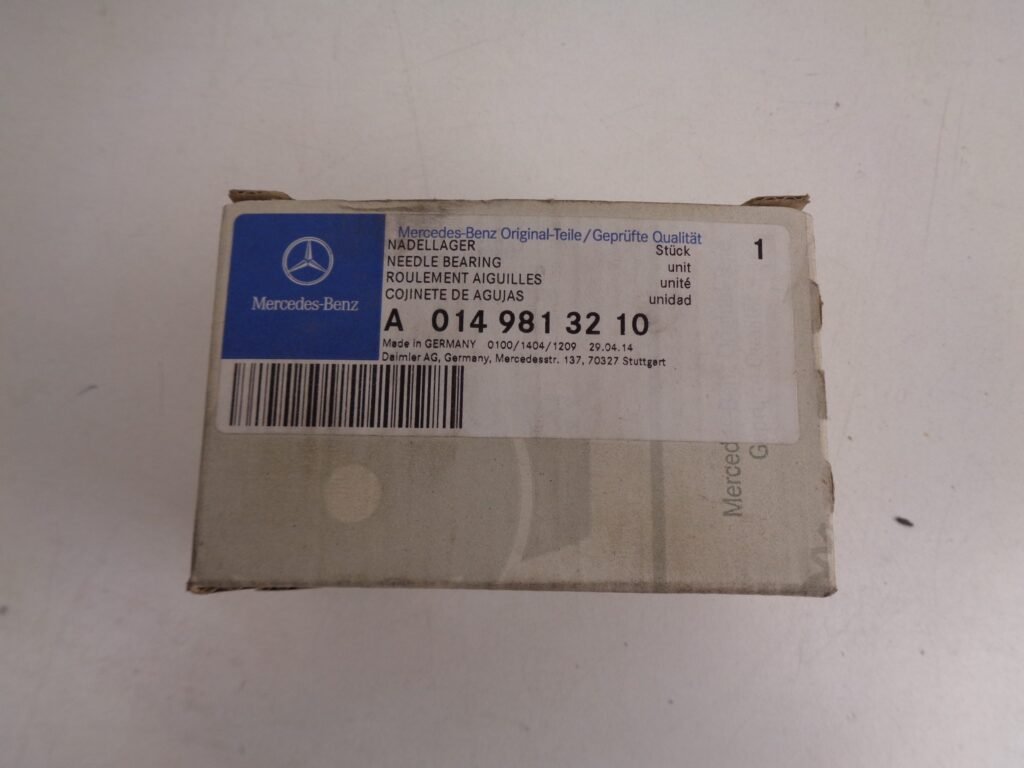 Mercedes-Benz Original-Teile/Geprüfte Qualität
NADELLAGER Stück 1
NEEDLE BEARING unit
ROULEMENT AIGUILLES unité
COJINETE DE AGUJAS unidad
Mercedes-Benz
A 014 981 32 10
Made in GERMANY 0100/1404/1209 29.04.14
Daimler AG, Germany, Mercedesstr. 137, 70327 Stuttgart